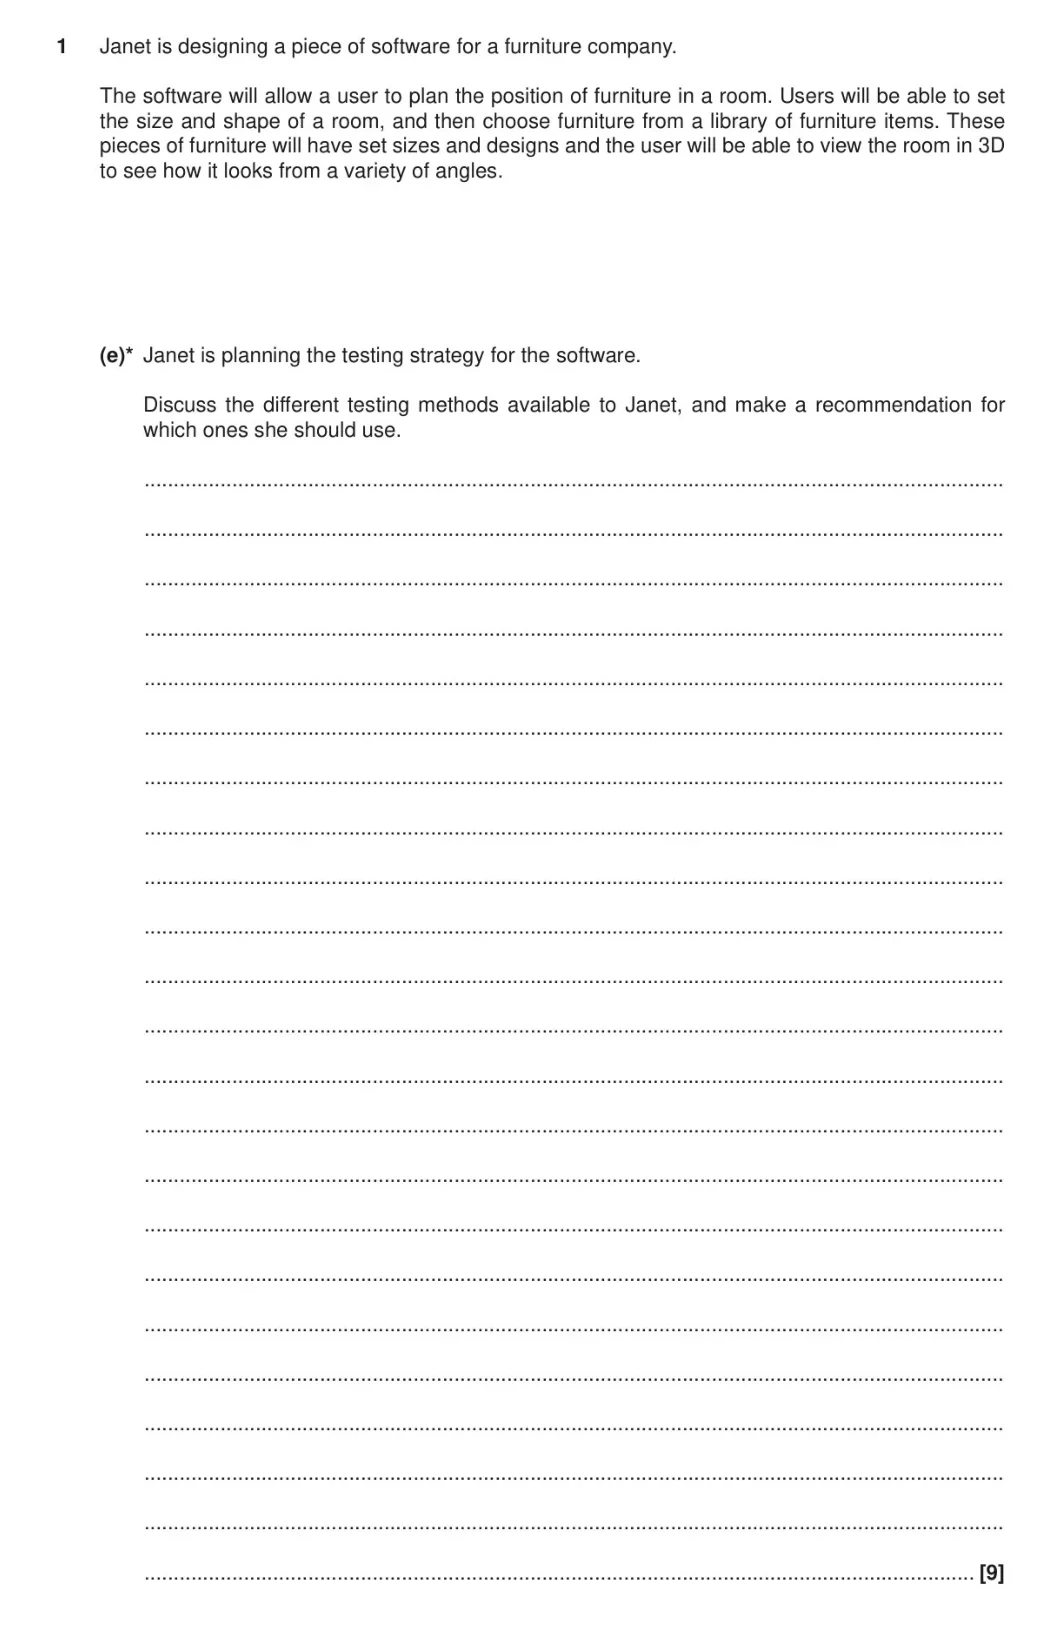 1 Janet is designing a piece of software for a furniture company.
The software will allow a user to plan the position of furniture in a room. Users will be able to set
the size and shape of a room, and then choose furniture from a library of furniture items. These
pieces of furniture will have set sizes and designs and the user will be able to view the room in 3D
to see how it looks from a variety of angles.
(e)* Janet is planning the testing strategy for the software.
Discuss the different testing methods available to Janet, and make a recommendation for
which ones she should use.
[9]